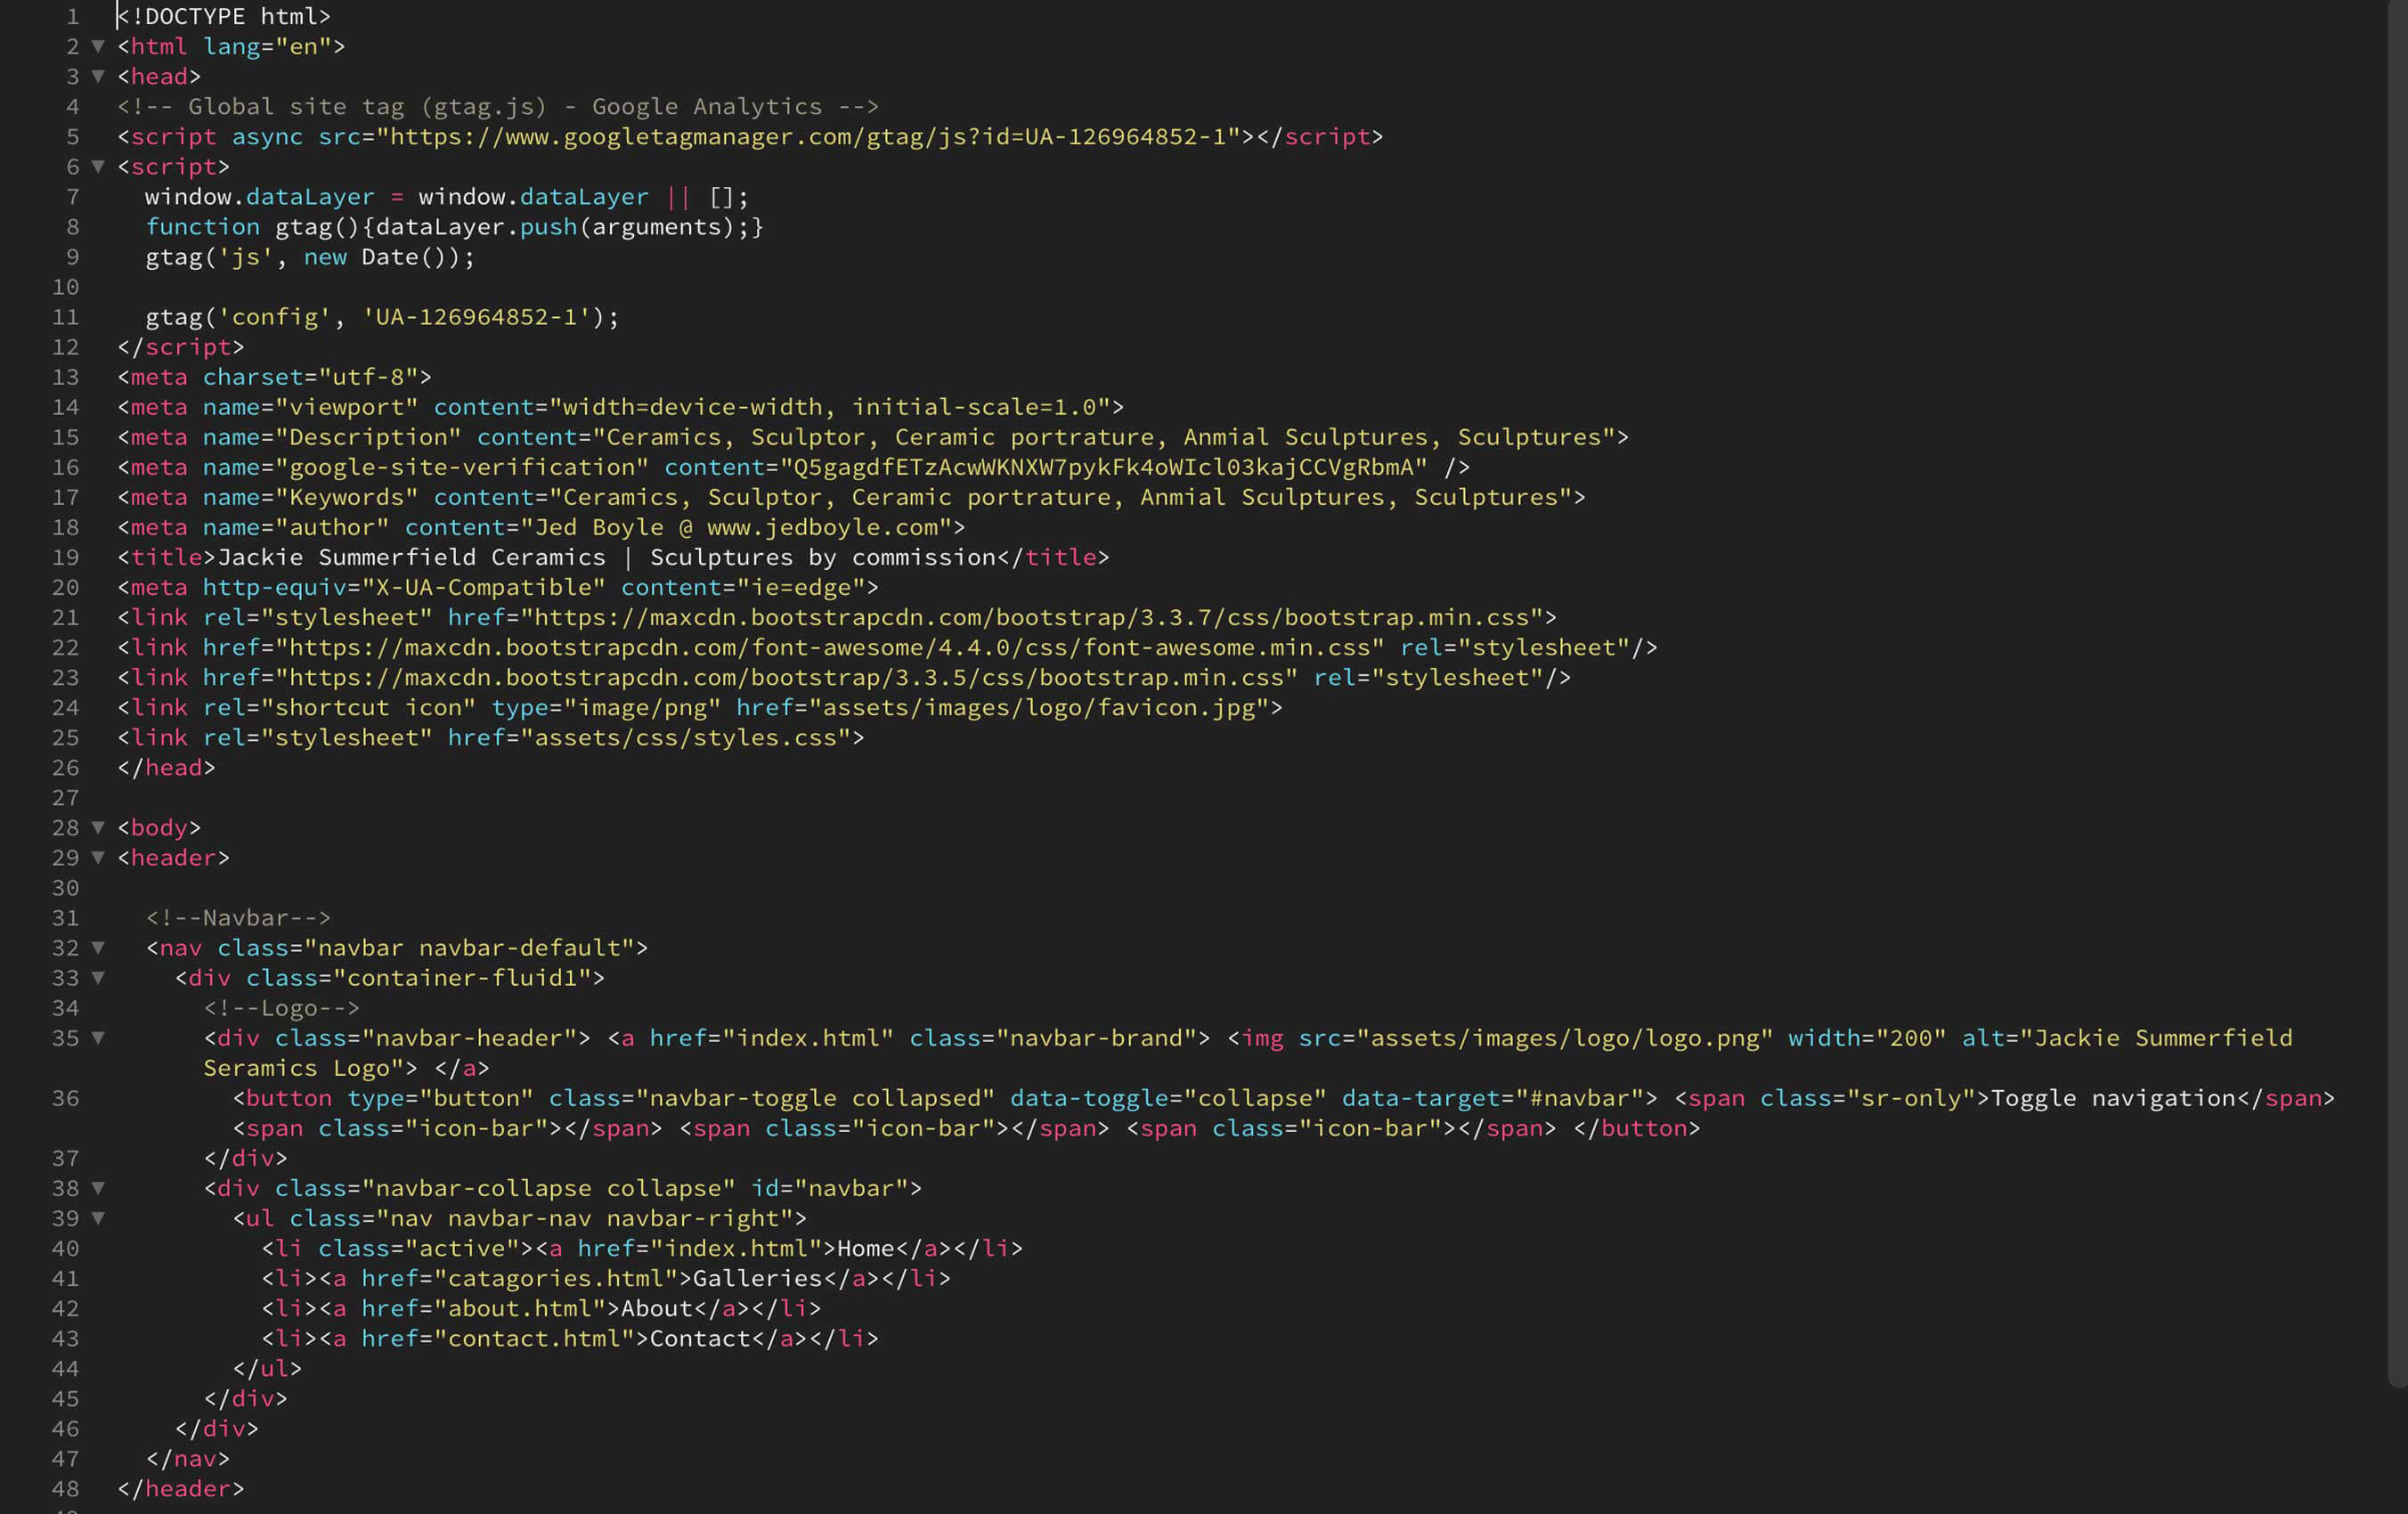 1 <!DOCTYPE html>
2 ▼ <html lang="en">
3 ▼ <head>
4 <!-- Global site tag (gtag.js) - Google Analytics -->
5 <script async src="https://www.googletagmanager.com/gtag/js?id=UA-126964852-1"></script>
6 ▼ <script>
7 window.dataLayer = window.dataLayer || [];
8 function gtag(){dataLayer.push(arguments);}
9 gtag('js', new Date());
10
11 gtag('config', 'UA-126964852-1');
12 </script>
13 <meta charset="utf-8">
14 <meta name="viewport" content="width=device-width, initial-scale=1.0">
15 <meta name="Description" content="Ceramics, Sculptor, Ceramic portrature, Anmial Sculptures, Sculptures">
16 <meta name="google-site-verification" content="Q5gagdfETzAcwWKNXW7pykFk4oWIcl03kajCCVgRbmA" />
17 <meta name="Keywords" content="Ceramics, Sculptor, Ceramic portrature, Anmial Sculptures, Sculptures">
18 <meta name="author" content="Jed Boyle @ www.jedboyle.com">
19 <title>Jackie Summerfield Ceramics | Sculptures by commission</title>
20 <meta http-equiv="X-UA-Compatible" content="ie=edge">
21 <link rel="stylesheet" href="https://maxcdn.bootstrapcdn.com/bootstrap/3.3.7/css/bootstrap.min.css">
22 <link href="https://maxcdn.bootstrapcdn.com/font-awesome/4.4.0/css/font-awesome.min.css" rel="stylesheet"/>
23 <link href="https://maxcdn.bootstrapcdn.com/bootstrap/3.3.5/css/bootstrap.min.css" rel="stylesheet"/>
24 <link rel="shortcut icon" type="image/png" href="assets/images/logo/favicon.jpg">
25 <link rel="stylesheet" href="assets/css/styles.css">
26 </head>
27
28 ▼ <body>
29 ▼ <header>
30
31 <!--Navbar-->
32 ▼ <nav class="navbar navbar-default">
33 ▼ <div class="container-fluid1">
34 <!--Logo-->
35 ▼ <div class="navbar-header"> <a href="index.html" class="navbar-brand"> <img src="assets/images/logo/logo.png" width="200" alt="Jackie Summerfield
Seramics Logo"> </a>
36 <button type="button" class="navbar-toggle collapsed" data-toggle="collapse" data-target="#navbar"> <span class="sr-only">Toggle navigation</span>
<span class="icon-bar"></span> <span class="icon-bar"></span> <span class="icon-bar"></span> </button>
37 </div>
38 ▼ <div class="navbar-collapse collapse" id="navbar">
39 ▼ <ul class="nav navbar-nav navbar-right">
40 <li class="active"><a href="index.html">Home</a></li>
41 <li><a href="catagories.html">Galleries</a></li>
42 <li><a href="about.html">About</a></li>
43 <li><a href="contact.html">Contact</a></li>
44 </ul>
45 </div>
46 </div>
47 </nav>
48 </header>